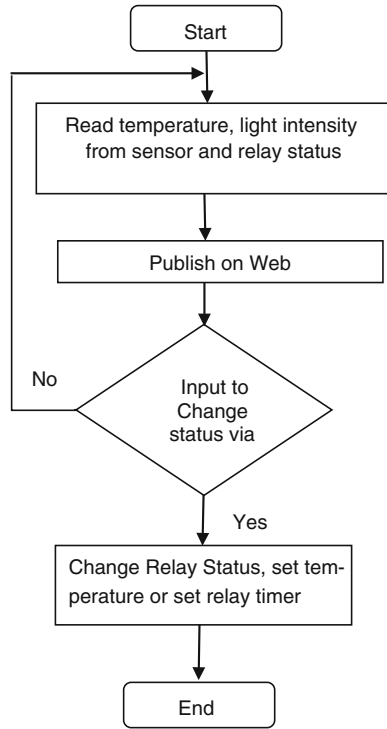 Start
Read temperature, light intensity
from sensor and relay status
Publish on Web
No
Input to
Change
status via
Yes
Change Relay Status, set tem-
perature or set relay timer
End